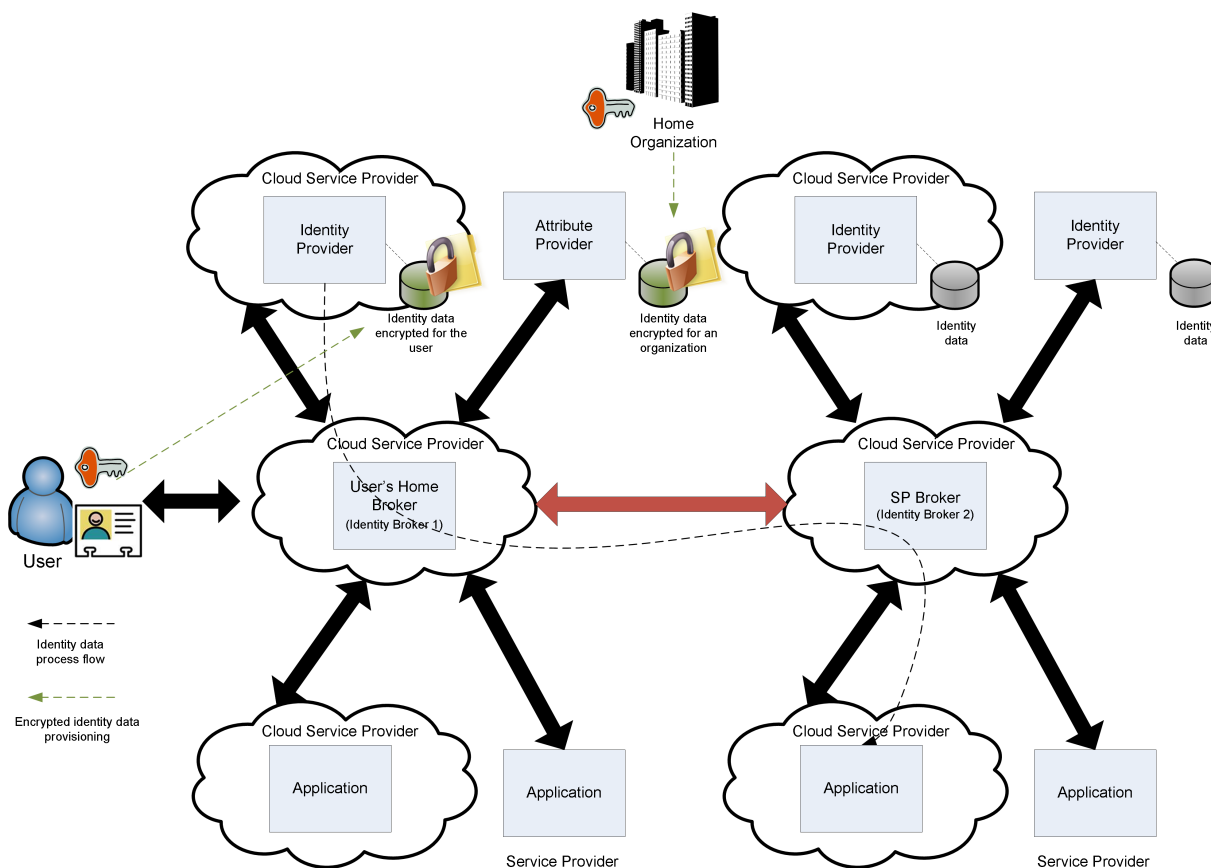 Home
Organization
Cloud Service Provider
Identity
Provider
Identity data
encrypted for the
user
Attribute
Provider
Identity data
encrypted for an
organization
Cloud Service Provider
Identity
Provider
Identity
data
Identity
Provider
Identity
data
Cloud Service Provider
User's Home
Broker
(Identity Broker 1)
Cloud Service Provider
SP Broker
(Identity Broker 2)
User
Identity data
process flow
Encrypted identity data
provisioning
Cloud Service Provider
Application
Application
Service Provider
Cloud Service Provider
Application
Application
Service Provider